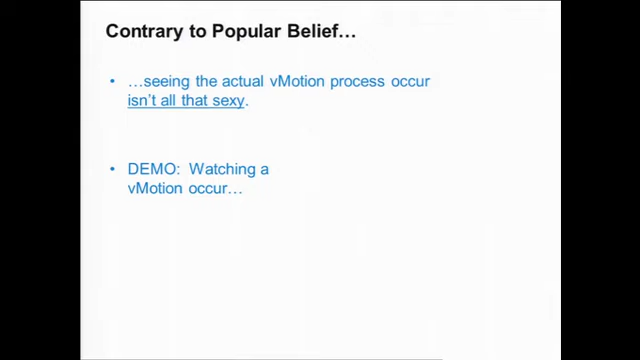 Contrary to Popular Belief…
• …seeing the actual vMotion process occur
isn't all that sexy.
• DEMO: Watching a
vMotion occur…